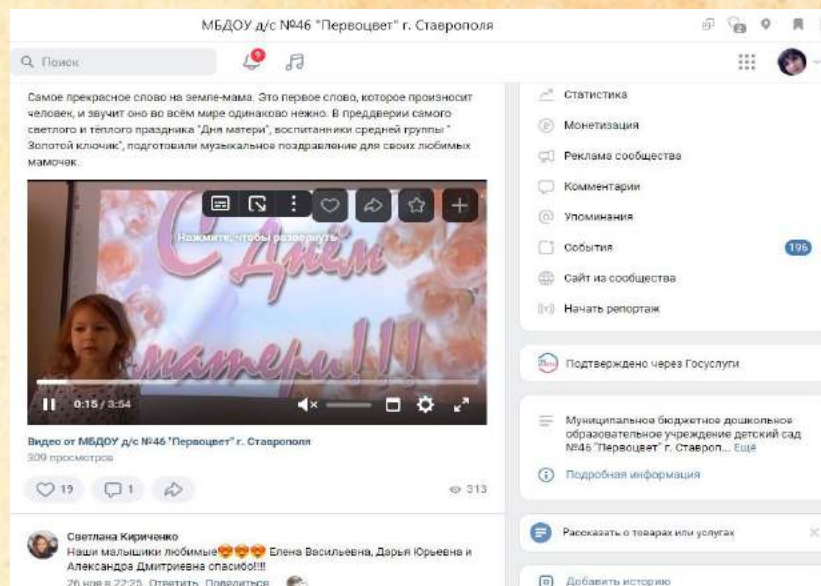 МБДОУ д/с №46 "Первоцвет" г. Ставрополя
2
Поиск
9
Самое прекрасное слово на земле-мама. Это первое слово, которое произносит
человек, и звучит оно во всём мире одинаково нежно. В преддверии самого
светлого и тёплого праздника "Дня матери", воспитанники средней группы "
Золотой ключик", подготовили музыкальное поздравление для своих любимых
мамочек.
Нажмите, чтобы развернуть
С Днём
матери!!!
0:15 / 3:54
Видео от МБДОУ д/с №46 "Первоцвет" г. Ставрополя
309 просмотров
19
1
313
Светлана Кириченко
Наши малышики любимые😍😍😍 Елена Васильевна, Дарья Юрьевна и
Александра Дмитриевна спасибо!!!!
26 ноя в 22:25 Ответить Поделиться
Статистика
Монетизация
Реклама сообщества
Комментарии
Упоминания
События
196
Сайт из сообщества
Начать репортаж
Подтверждено через Госуслуги
Муниципальное бюджетное дошкольное
образовательное учреждение детский сад
№46 "Первоцвет" г. Ставроп... Ещё
Подробная информация
Рассказать о товарах или услугах
Добавить историю